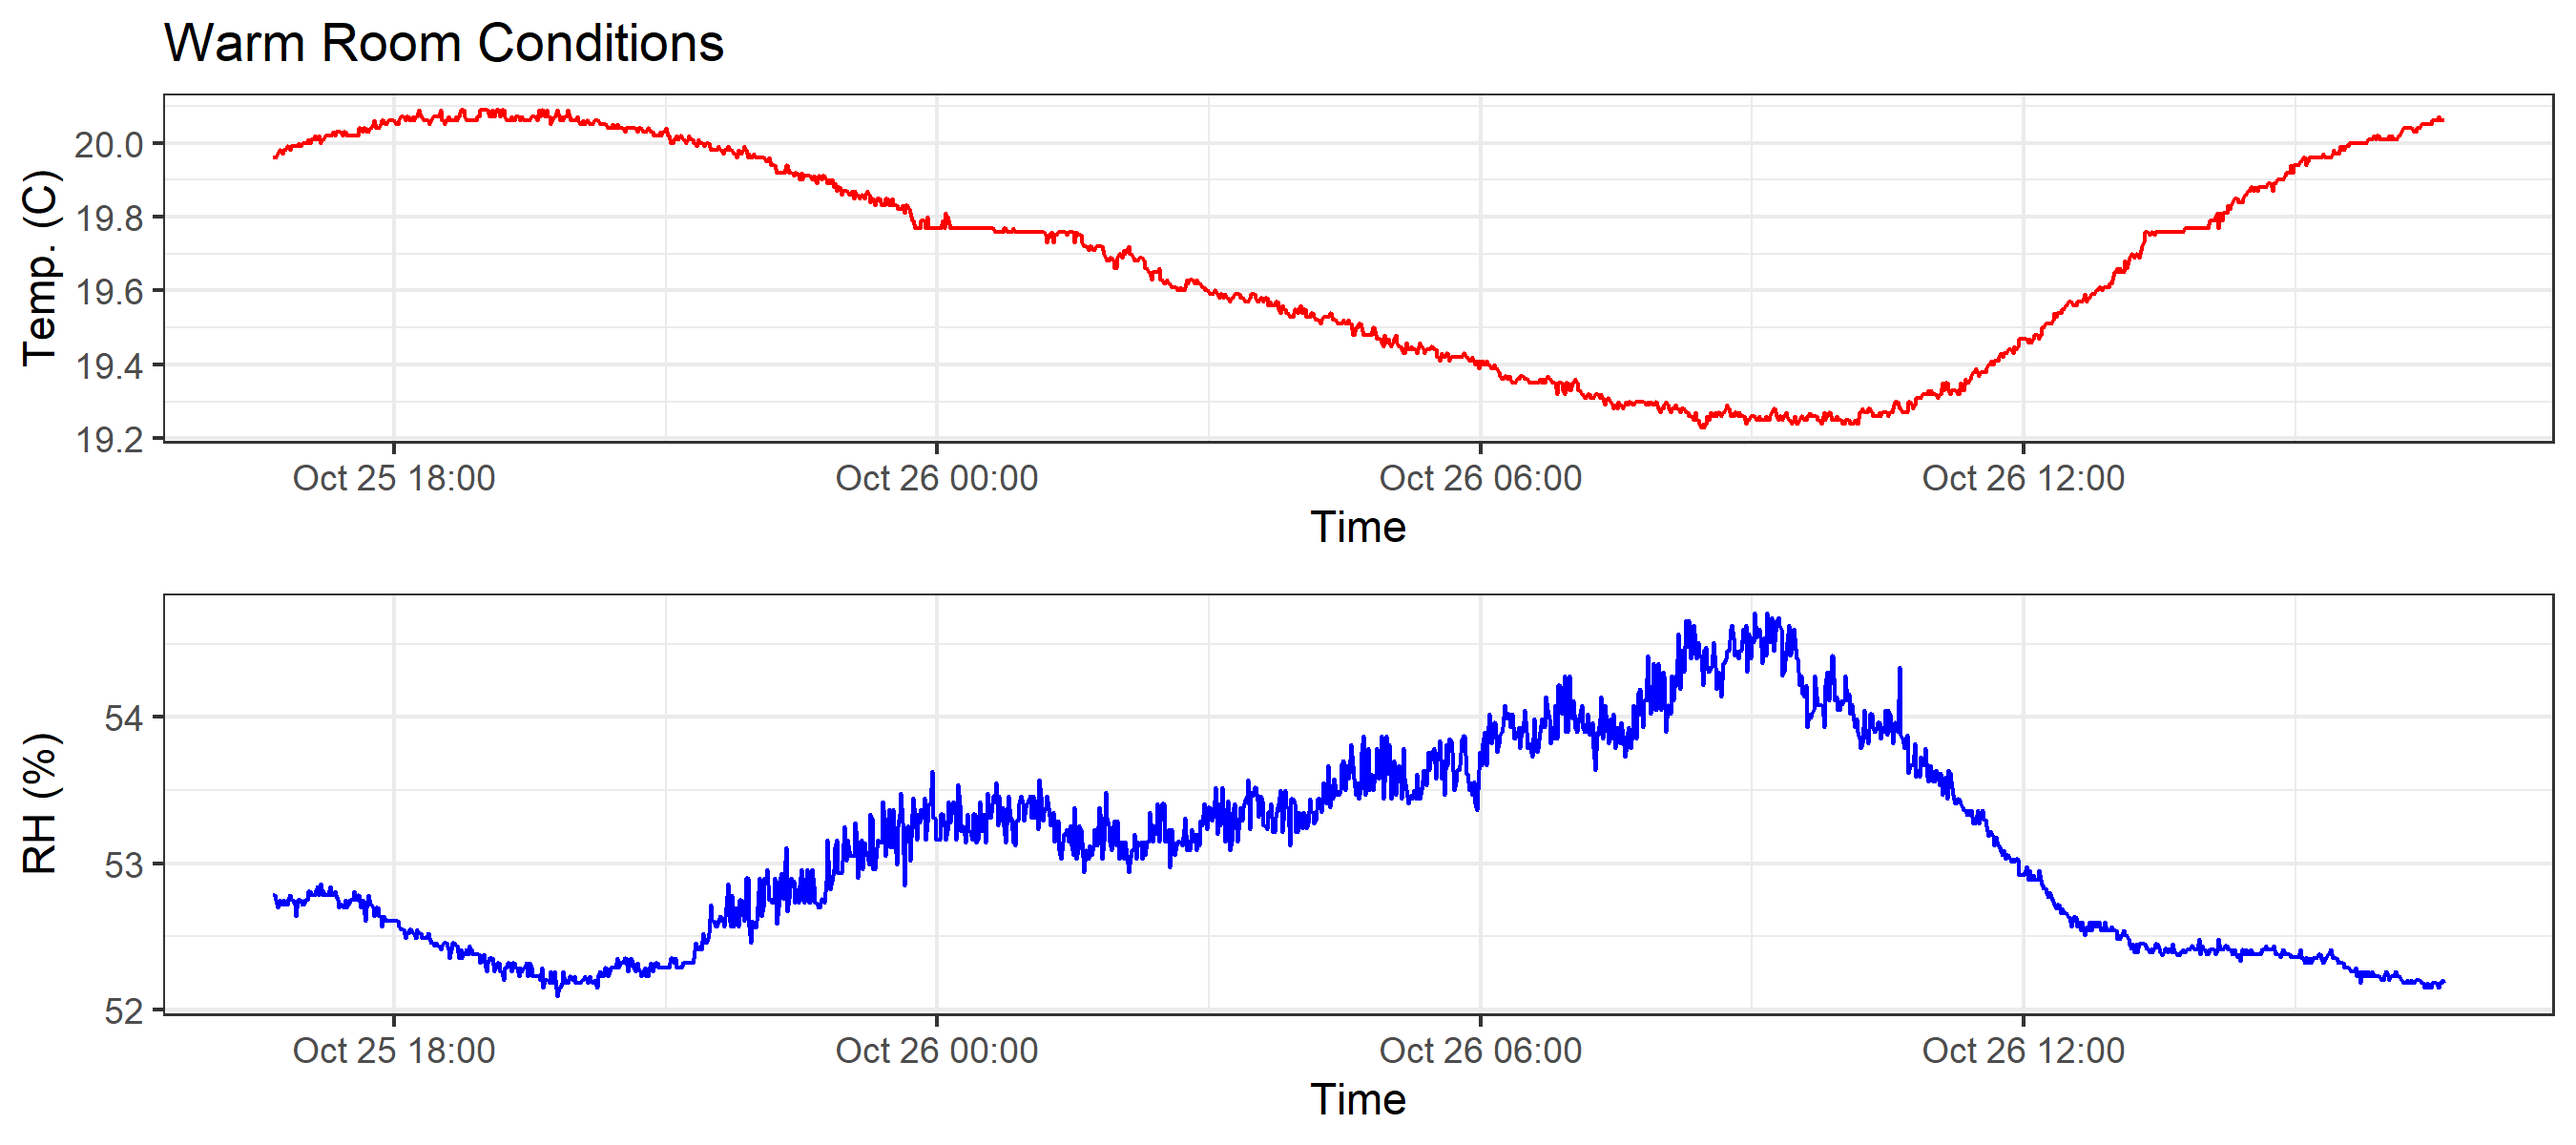 Warm Room Conditions
Temp. (C)
20.0
19.8
19.6
19.4
19.2
Oct 25 18:00 Oct 26 00:00 Oct 26 06:00 Oct 26 12:00
Time
RH (%)
54
53
52
Oct 25 18:00 Oct 26 00:00 Oct 26 06:00 Oct 26 12:00
Time